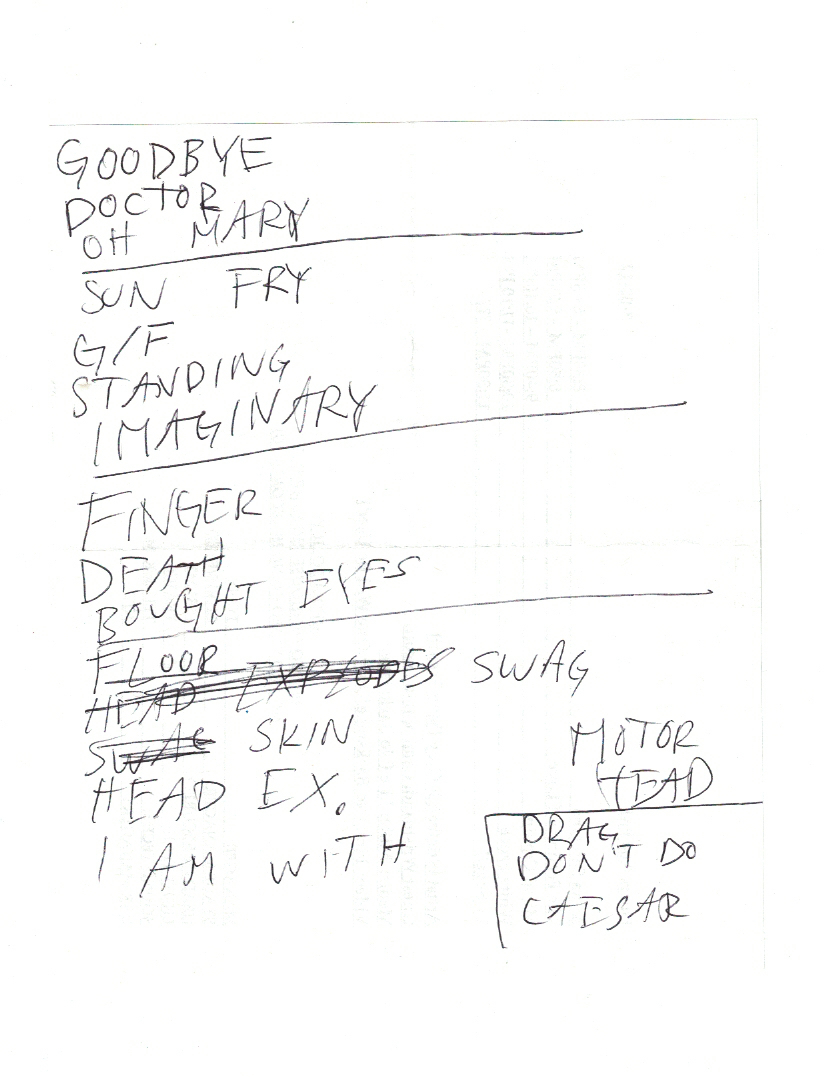 GOODBYE
DOCTOR
OH MARY
SUN FRY
G/F
STANDING
IMAGINARY
FINGER
DEATH
BOUGHT EYES
FLOOR
HEAD EXPLODES SWAG
SWAG SKIN
HEAD EX.
I AM WITH
MOTOR
HEAD
DRAG
DON'T DO
CAESAR